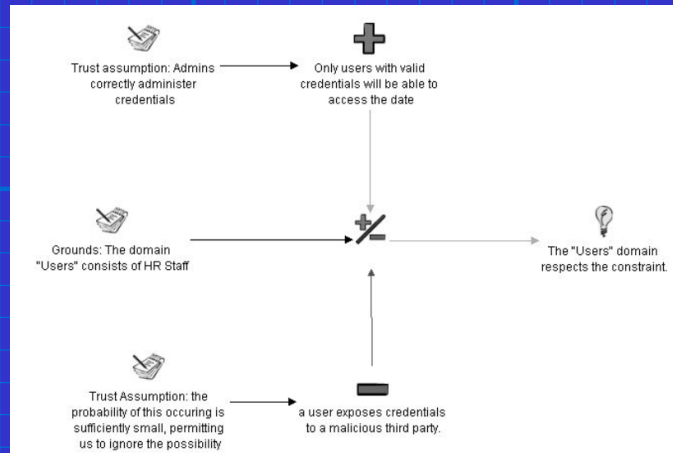 Trust assumption: Admins
correctly administer
credentials
Only users with valid
credentials will be able to
access the date
Grounds: The domain
"Users" consists of HR Staff
The "Users" domain
respects the constraint.
Trust Assumption: the
probability of this occuring is
sufficiently small, permitting
us to ignore the possibility
a user exposes credentials
to a malicious third party.